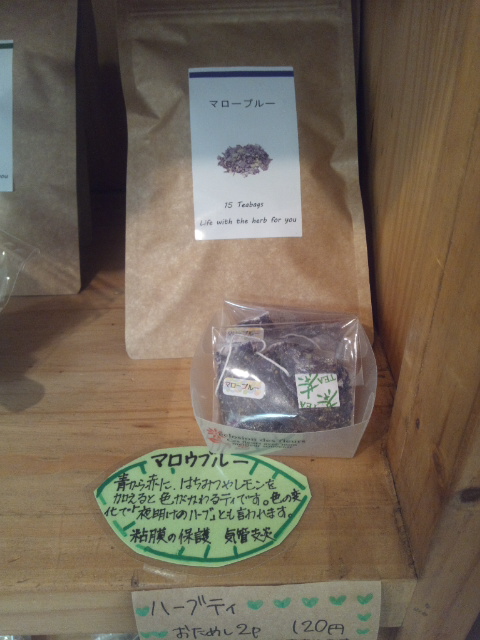 マローブルー
15 Teabags
Life with the herb for you
マローブルー
TEA
TEA
マロウブルー
青から赤に、はちみつやレモンを
加えると色がかわるティです。色の変
化で「夜明けのハーブ」とも言われます。
粘膜の保護 気管支炎
ハーブティ
おためし2p 120円